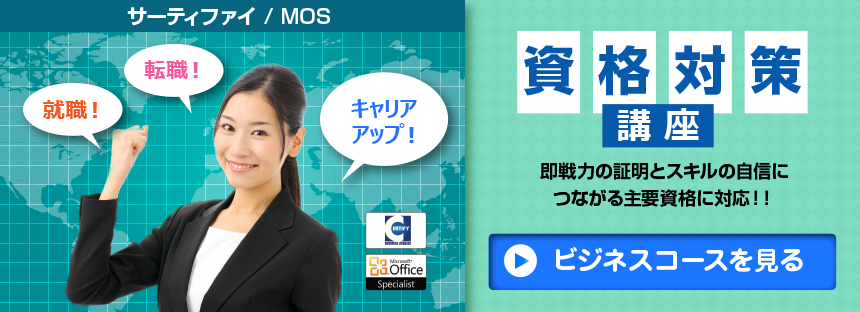 サーティファイ / MOS
転職！
就職！
キャリア
アップ！
CERTIFY
Microsoft
Office
Specialist
資格対策
講座
即戦力の証明とスキルの自信に
つながる主要資格に対応！！
ビジネスコースを見る